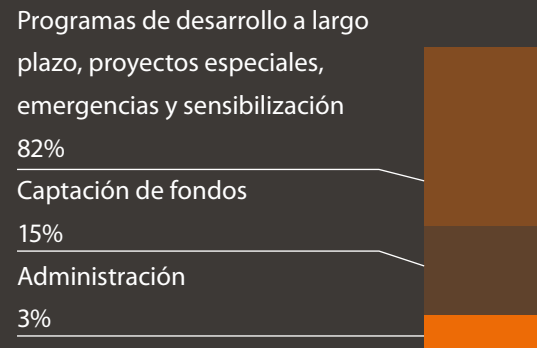 Programas de desarrollo a largo
plazo, proyectos especiales,
emergencias y sensibilización
82%
Captación de fondos
15%
Administración
3%